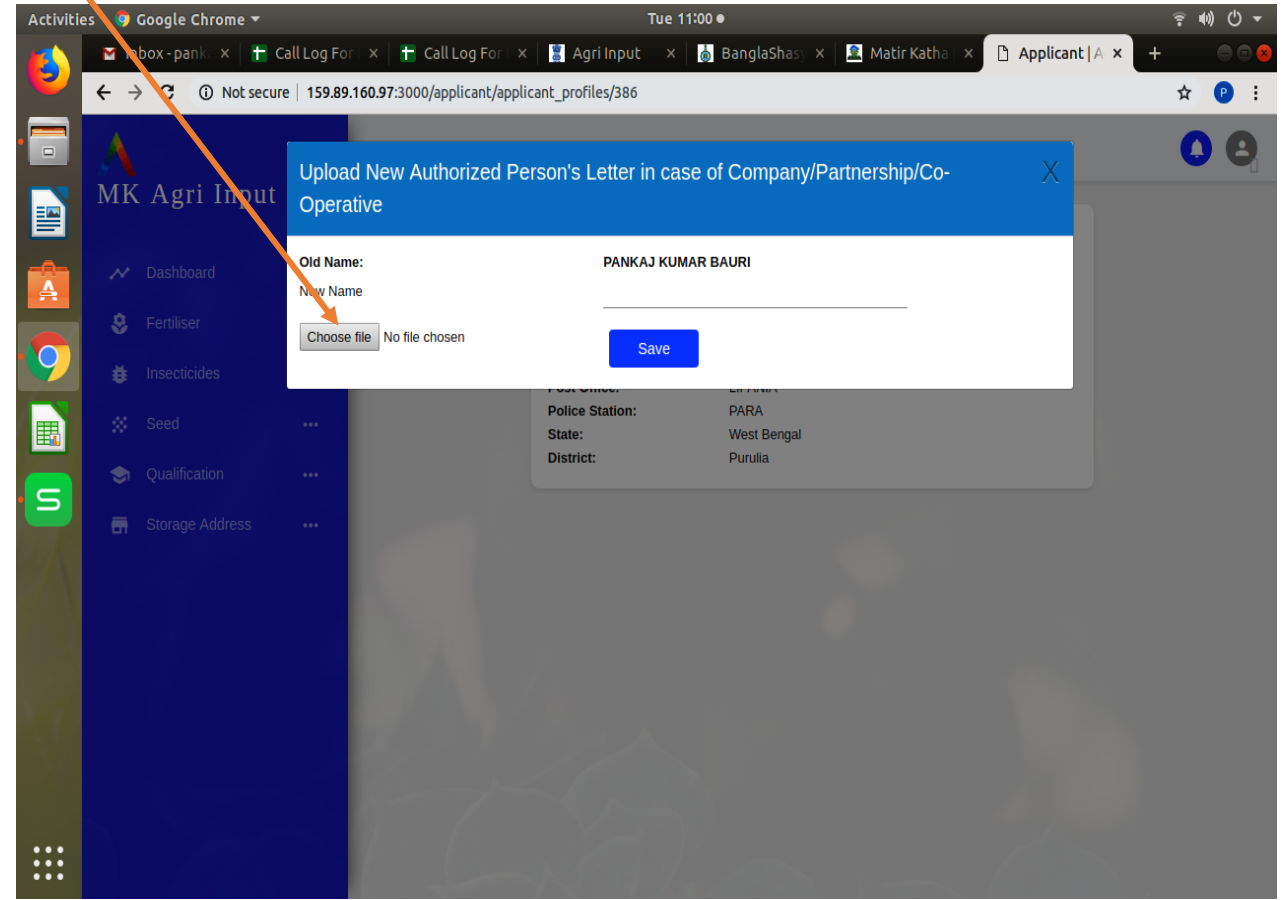 Activities Google Chrome Tue 11:00
Call Log For Call Log For Agri Input BanglaShas Matir Katha Applicant | A
Not secure 159.89.160.97:3000/applicant/applicant_profiles/386 P
MK Agri Input
Upload New Authorized Person's Letter in case of Company/Partnership/Co-
Operative
X
Old Name: PANKAJ KUMAR BAURI
New Name
Choose file No file chosen
Save
Dashboard
Fertiliser
Insecticides
Seed
Qualification
Storage Address
Police Station: PARA
State: West Bengal
District: Purulia